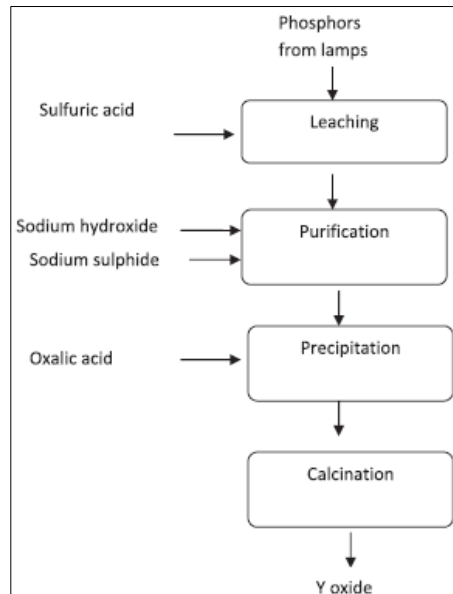 Phosphors
from lamps
Sulfuric acid
Leaching
Sodium hydroxide
Purification
Sodium sulphide
Oxalic acid
Precipitation
Calcination
Y oxide